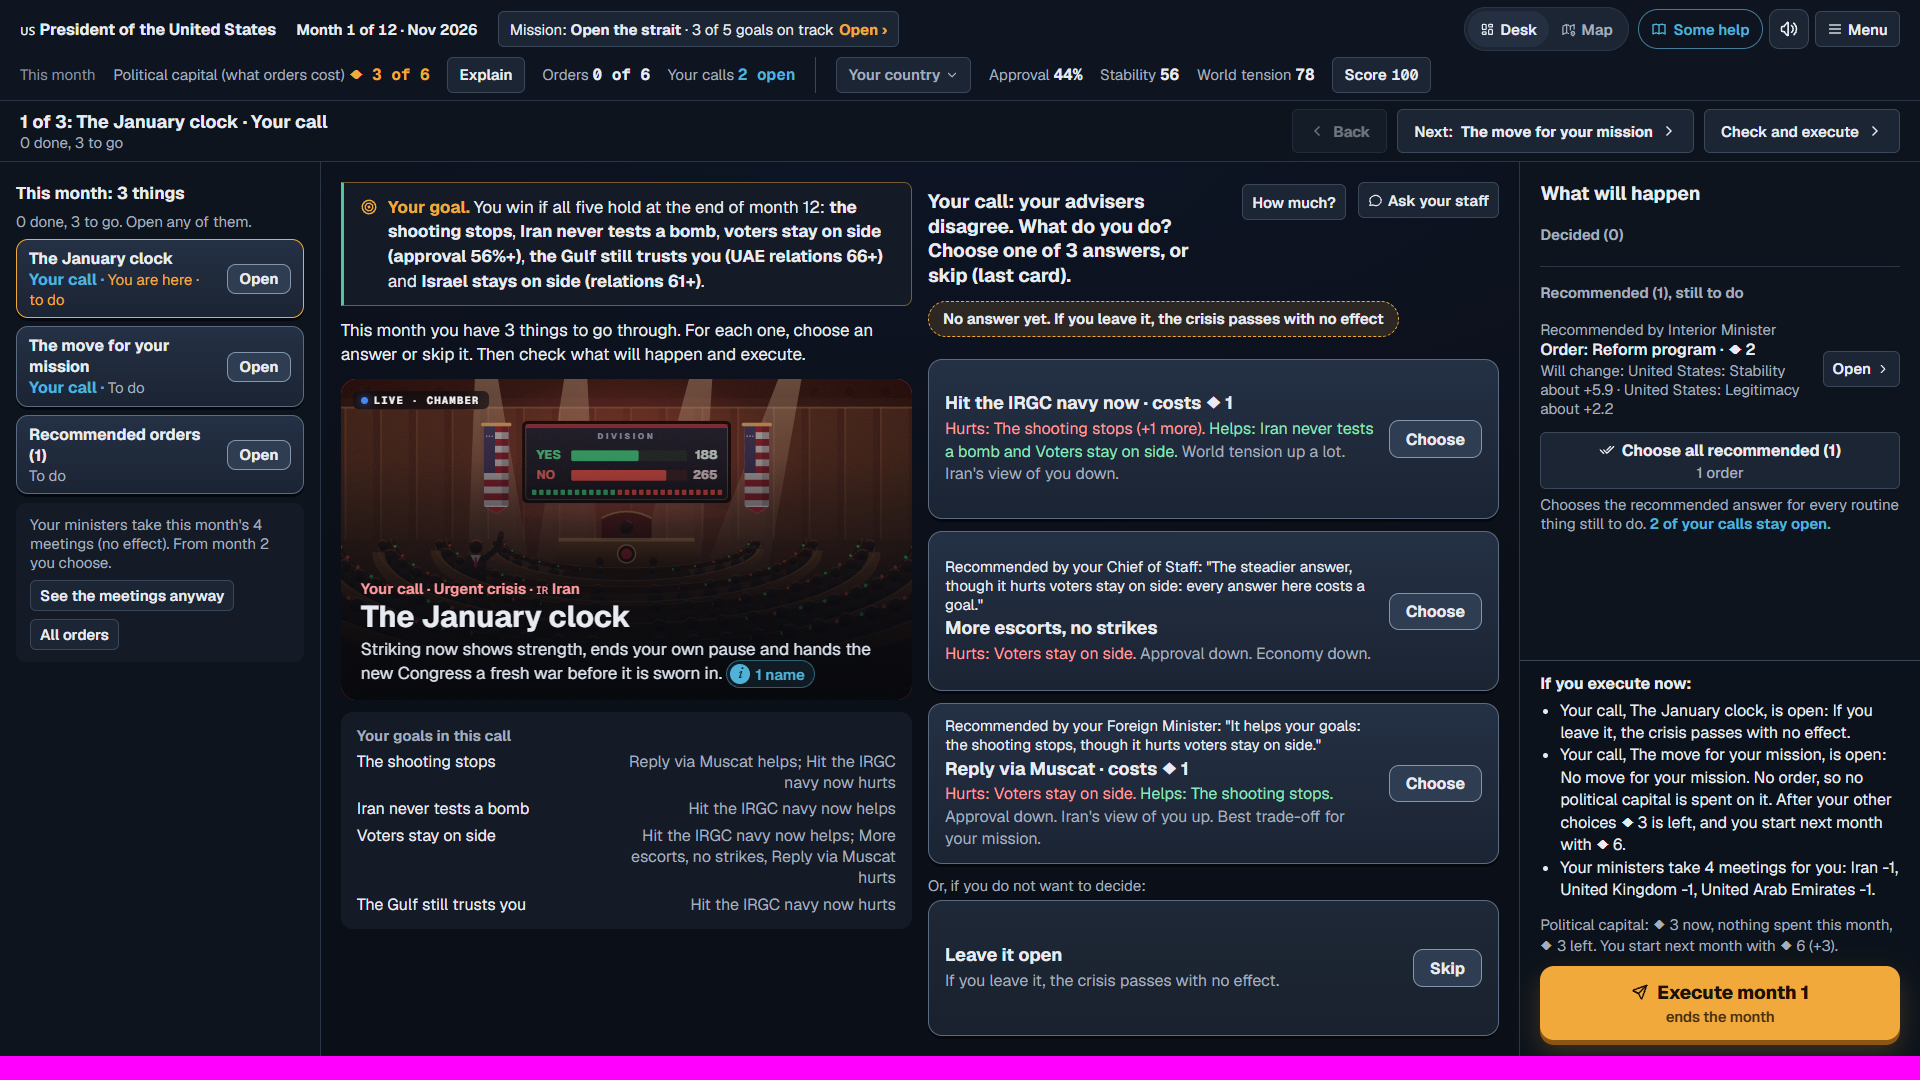 US President of the United States
Month 1 of 12 · Nov 2026
Mission: Open the strait · 3 of 5 goals on track Open ›
Desk
Map
Some help
Menu
This month
Political capital (what orders cost) ◆ 3 of 6
Explain
Orders 0 of 6
Your calls 2 open
Your country
Approval 44%
Stability 56
World tension 78
Score 100
1 of 3: The January clock · Your call
0 done, 3 to go
Back
Next: The move for your mission
Check and execute
This month: 3 things
0 done, 3 to go. Open any of them.
The January clock
Your call · You are here ·
to do
Open
The move for your
mission
Your call · To do
Open
Recommended orders
(1)
To do
Open
Your ministers take this month's 4
meetings (no effect). From month 2
you choose.
See the meetings anyway
All orders
Your goal. You win if all five hold at the end of month 12: the
shooting stops, Iran never tests a bomb, voters stay on side
(approval 56%+), the Gulf still trusts you (UAE relations 66+)
and Israel stays on side (relations 61+).
This month you have 3 things to go through. For each one, choose an
answer or skip it. Then check what will happen and execute.
LIVE · CHAMBER
DIVISION
YES 188
NO 265
Your call · Urgent crisis · IR Iran
The January clock
Striking now shows strength, ends your own pause and hands the
new Congress a fresh war before it is sworn in. i 1 name
Your goals in this call
The shooting stops
Reply via Muscat helps; Hit the IRGC
navy now hurts
Iran never tests a bomb
Hit the IRGC navy now helps
Voters stay on side
Hit the IRGC navy now helps; More
escorts, no strikes, Reply via Muscat
hurts
The Gulf still trusts you
Hit the IRGC navy now hurts
Your call: your advisers
disagree. What do you do?
Choose one of 3 answers, or
skip (last card).
How much?
Ask your staff
No answer yet. If you leave it, the crisis passes with no effect
Hit the IRGC navy now · costs ◆ 1
Hurts: The shooting stops (+1 more). Helps: Iran never tests
a bomb and Voters stay on side. World tension up a lot.
Iran's view of you down.
Choose
Recommended by your Chief of Staff: "The steadier answer,
though it hurts voters stay on side: every answer here costs a
goal."
More escorts, no strikes
Hurts: Voters stay on side. Approval down. Economy down.
Choose
Recommended by your Foreign Minister: "It helps your goals:
the shooting stops, though it hurts voters stay on side."
Reply via Muscat · costs ◆ 1
Hurts: Voters stay on side. Helps: The shooting stops.
Approval down. Iran's view of you up. Best trade-off for
your mission.
Choose
Or, if you do not want to decide:
Leave it open
If you leave it, the crisis passes with no effect.
Skip
What will happen
Decided (0)
Recommended (1), still to do
Recommended by Interior Minister
Order: Reform program · ◆ 2
Will change: United States: Stability
about +5.9 · United States: Legitimacy
about +2.2
Open
Choose all recommended (1)
1 order
Chooses the recommended answer for every routine
thing still to do. 2 of your calls stay open.
If you execute now:
• Your call, The January clock, is open: If you
leave it, the crisis passes with no effect.
• Your call, The move for your mission, is open:
No move for your mission. No order, so no
political capital is spent on it. After your other
choices ◆ 3 is left, and you start next month
with ◆ 6.
• Your ministers take 4 meetings for you: Iran -1,
United Kingdom -1, United Arab Emirates -1.
Political capital: ◆ 3 now, nothing spent this month,
◆ 3 left. You start next month with ◆ 6 (+3).
Execute month 1
ends the month